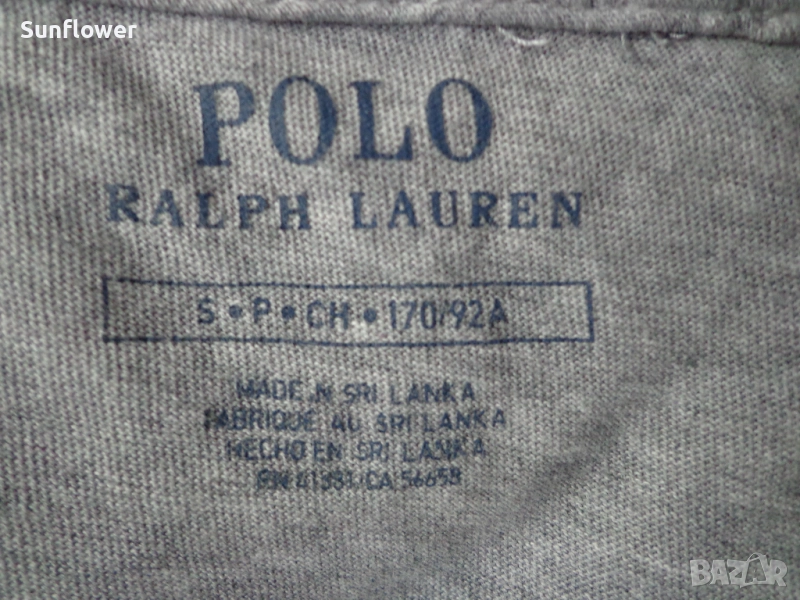 Sunflower
POLO
RALPH LAUREN
S • P • CH • 170/92A
MADE IN SRI LANKA
FABRIQUE AU SRI LANKA
HECHO EN SRI LANKA
RN 41381/CA 56658
BAZAR